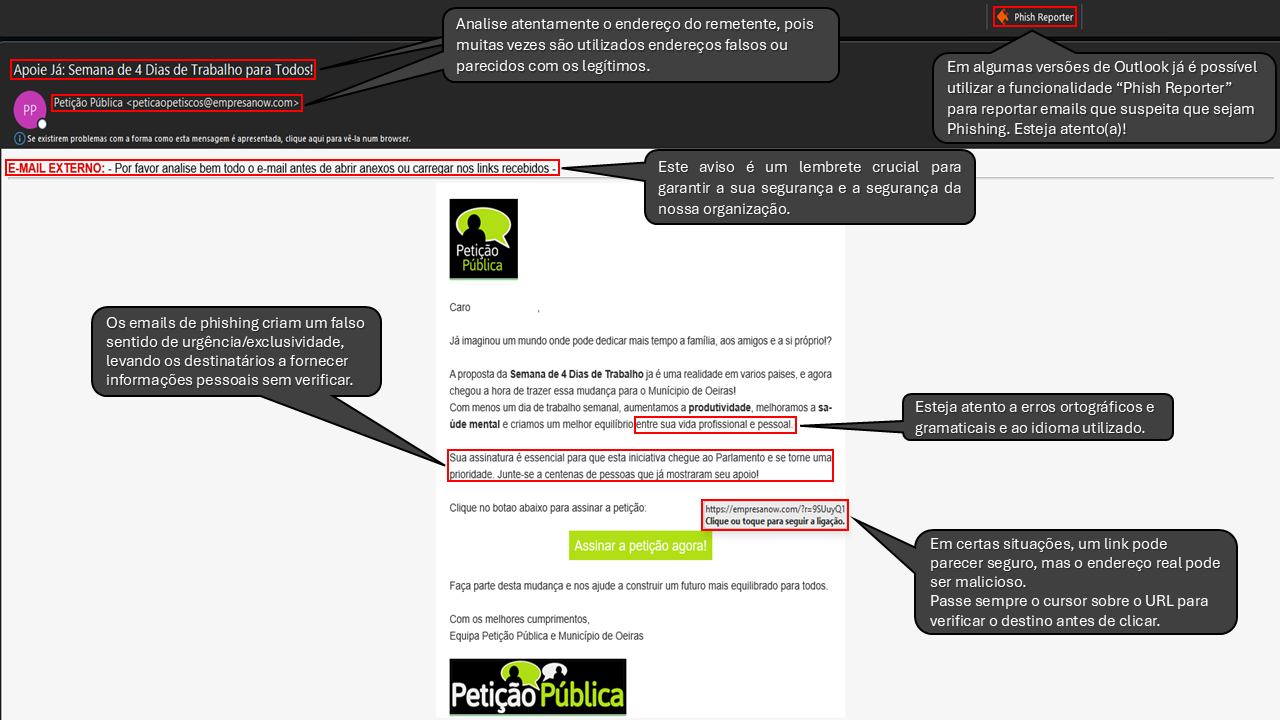 Analise atentamente o endereço do remetente, pois
muitas vezes são utilizados endereços falsos ou
parecidos com os legítimos.
Phish Reporter
Em algumas versões de Outlook já é possível
utilizar a funcionalidade “Phish Reporter”
para reportar emails que suspeita que sejam
Phishing. Esteja atento(a)!
Apoie Já: Semana de 4 Dias de Trabalho para Todos!
PP
Petição Pública <peticaopetiscos@empresanow.com>
Se existirem problemas com a forma como esta mensagem é apresentada, clique aqui para vê-la num browser.
E-MAIL EXTERNO: - Por favor analise bem todo o e-mail antes de abrir anexos ou carregar nos links recebidos -
Este aviso é um lembrete crucial para
garantir a sua segurança e a segurança da
nossa organização.
Petição
Pública
Caro ,
Já imaginou um mundo onde pode dedicar mais tempo a família, aos amigos e a si próprio!?
A proposta da Semana de 4 Dias de Trabalho ja é uma realidade em varios paises, e agora
chegou a hora de trazer essa mudança para o Munícipio de Oeiras!
Com menos um dia de trabalho semanal, aumentamos a produtividade, melhoramos a sa-
úde mental e criamos um melhor equilíbrio entre sua vida profissional e pessoal.
Os emails de phishing criam um falso
sentido de urgência/exclusividade,
levando os destinatários a fornecer
informações pessoais sem verificar.
Esteja atento a erros ortográficos e
gramaticais e ao idioma utilizado.
Sua assinatura é essencial para que esta iniciativa chegue ao Parlamento e se torne uma
prioridade. Junte-se a centenas de pessoas que já mostraram seu apoio!
Clique no botao abaixo para assinar a petição:
https://empresanow.com/?r=9SUuyQ1
Clique ou toque para seguir a ligação.
Assinar a petição agora!
Em certas situações, um link pode
parecer seguro, mas o endereço real pode
ser malicioso.
Passe sempre o cursor sobre o URL para
verificar o destino antes de clicar.
Faça parte desta mudança e nos ajude a construir um futuro mais equilibrado para todos.
Com os melhores cumprimentos,
Equipa Petição Pública e Município de Oeiras
PetiçãoPública